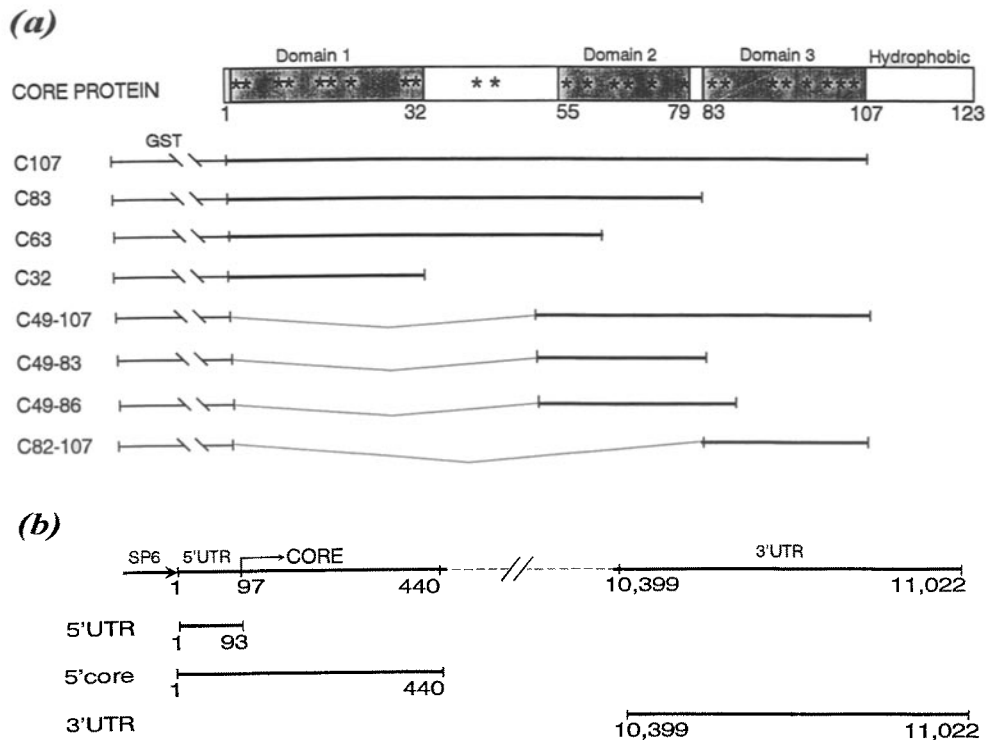 (a)
Domain 1 Domain 2 Domain 3 Hydrophobic
CORE PROTEIN ** ** ** * ** ** * * * * * * ** ** * * * *
1 32 55 79 83 107 123
GST
C107
C83
C63
C32
C49-107
C49-83
C49-86
C82-107
(b)
SP6 5'UTR CORE 3'UTR
1 97 440 10,399 11,022
5'UTR
1 93
5'core
1 440
3'UTR
10,399 11,022